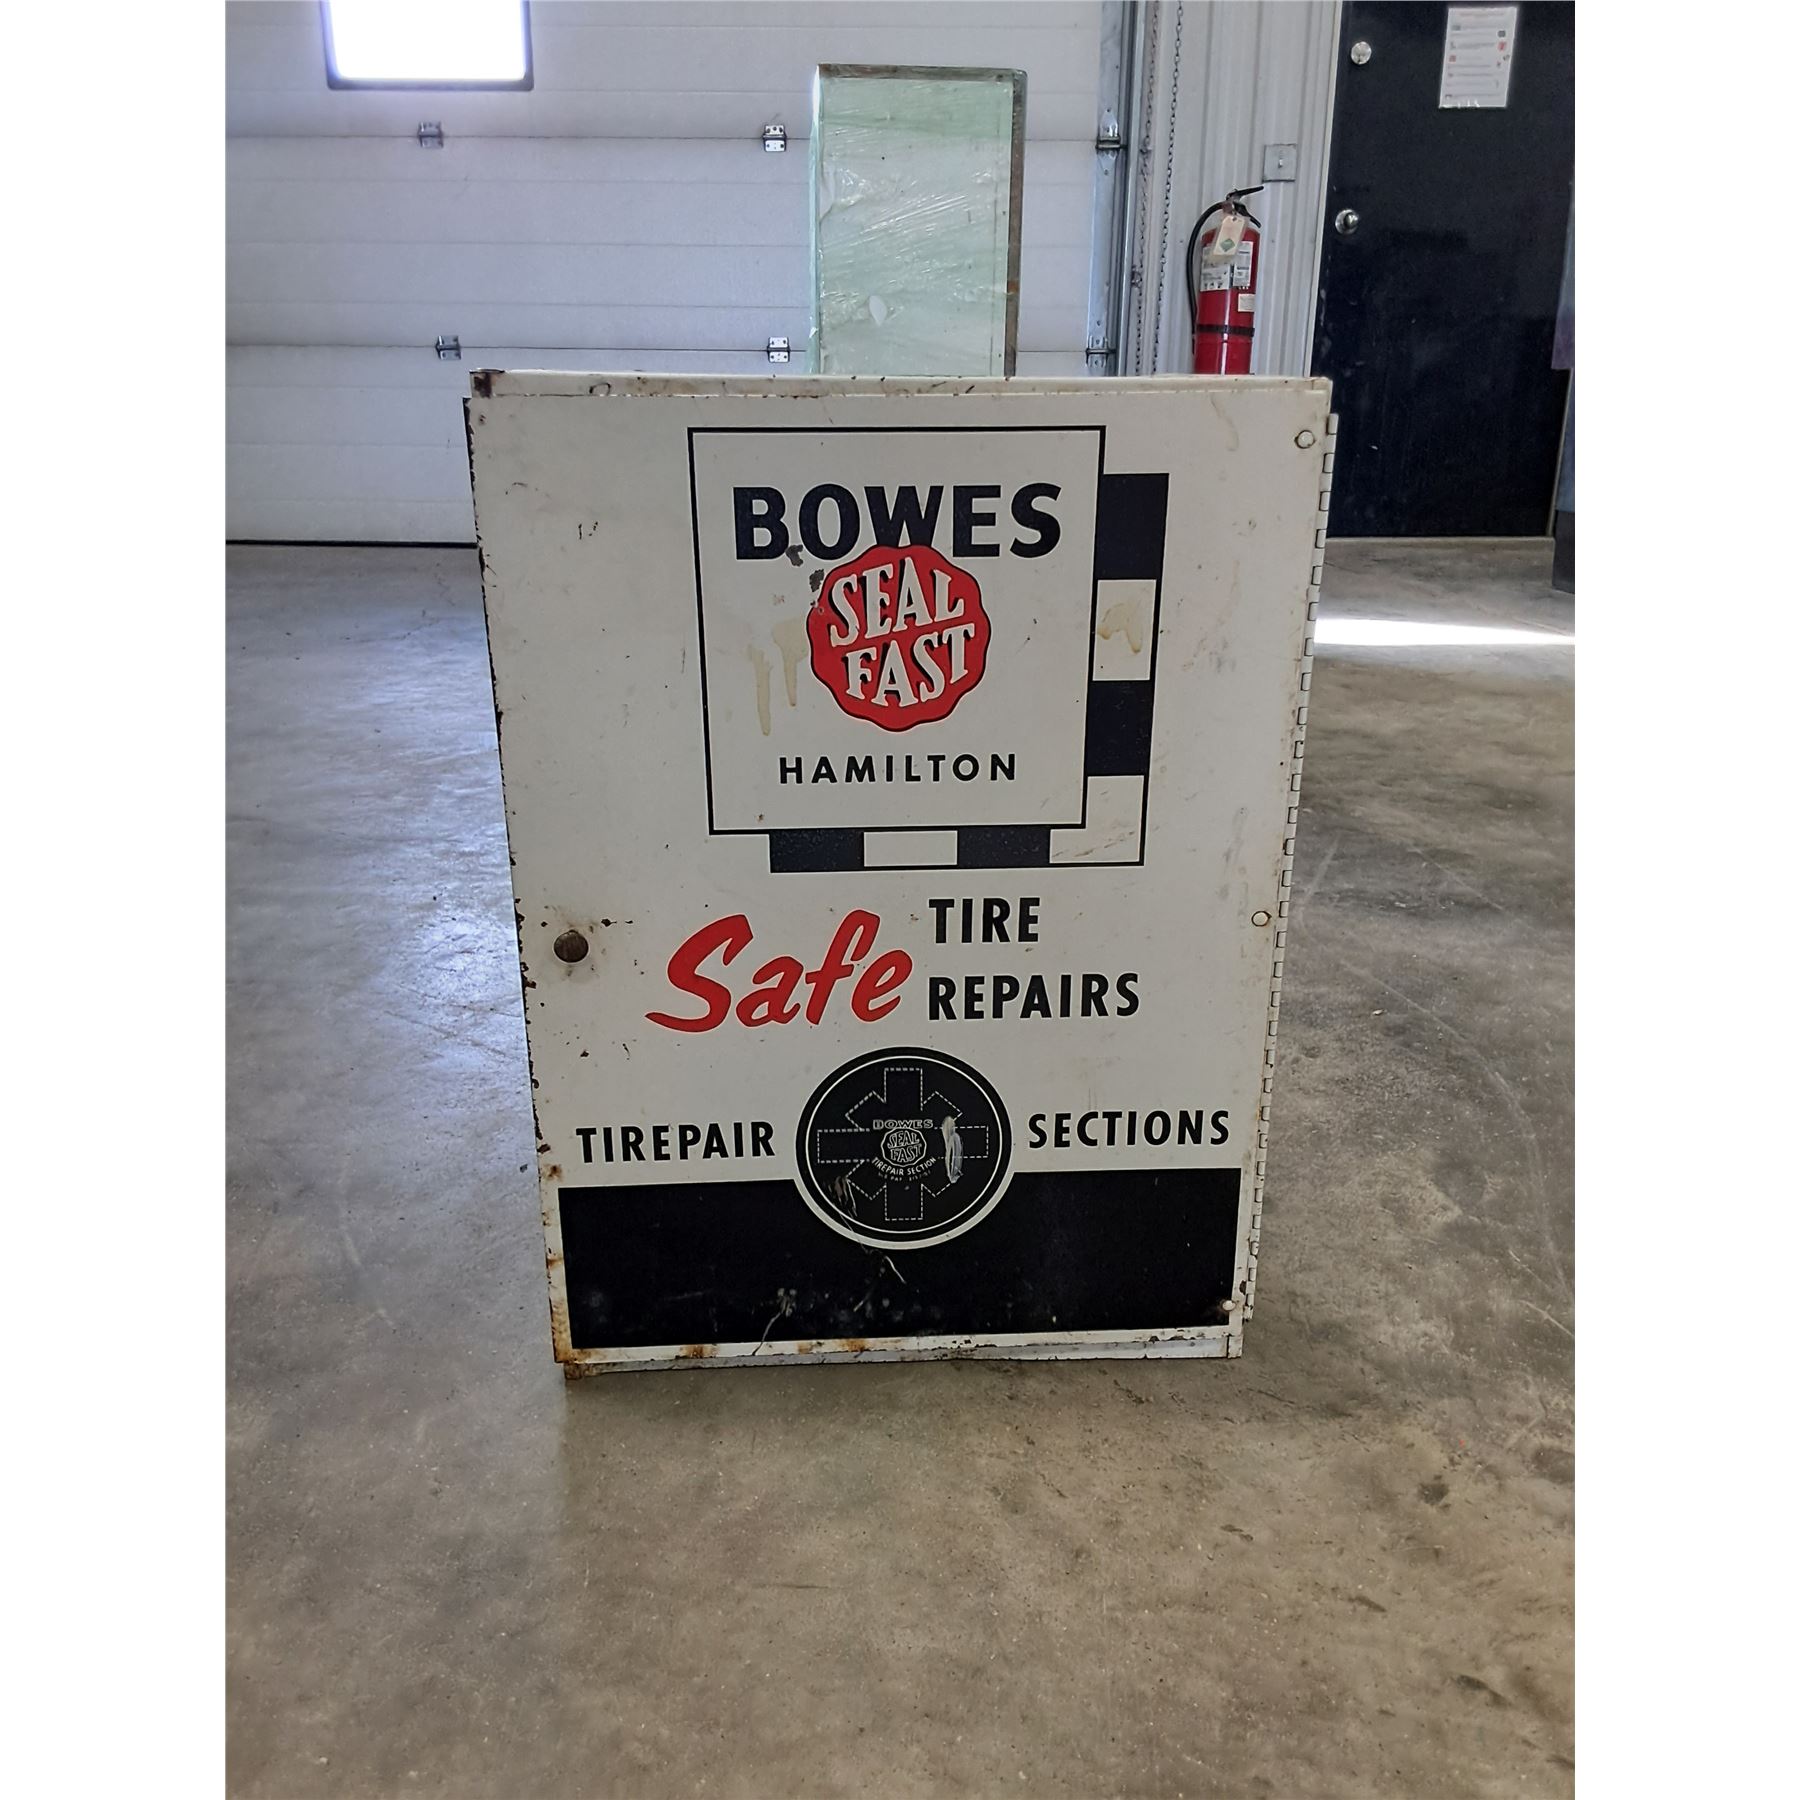 BOWES
SEAL
FAST
HAMILTON
Safe TIRE
REPAIRS
TIREPAIR SECTIONS
BOWES
SEAL
FAST
TIREPAIR SECTION